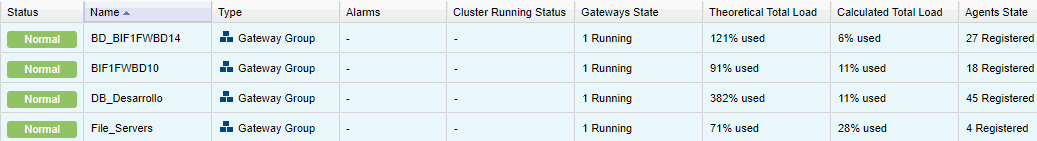 Status Name Type Alarms Cluster Running Status Gateways State Theoretical Total Load Calculated Total Load Agents State
Normal BD_BIF1FWBD14 Gateway Group - - 1 Running 121% used 6% used 27 Registered
Normal BIF1FWBD10 Gateway Group - - 1 Running 91% used 11% used 18 Registered
Normal DB_Desarrollo Gateway Group - - 1 Running 382% used 11% used 45 Registered
Normal File_Servers Gateway Group - - 1 Running 71% used 28% used 4 Registered